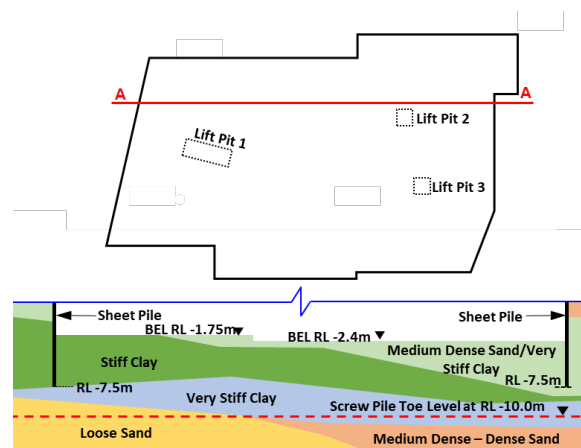 A
A
Lift Pit 1
Lift Pit 2
Lift Pit 3
Sheet Pile
Sheet Pile
BEL RL -1.75m
BEL RL -2.4m
Stiff Clay
Medium Dense Sand/Very
Stiff Clay
RL -7.5m
RL -7.5m
Very Stiff Clay
Screw Pile Toe Level at RL -10.0m
Loose Sand
Medium Dense – Dense Sand